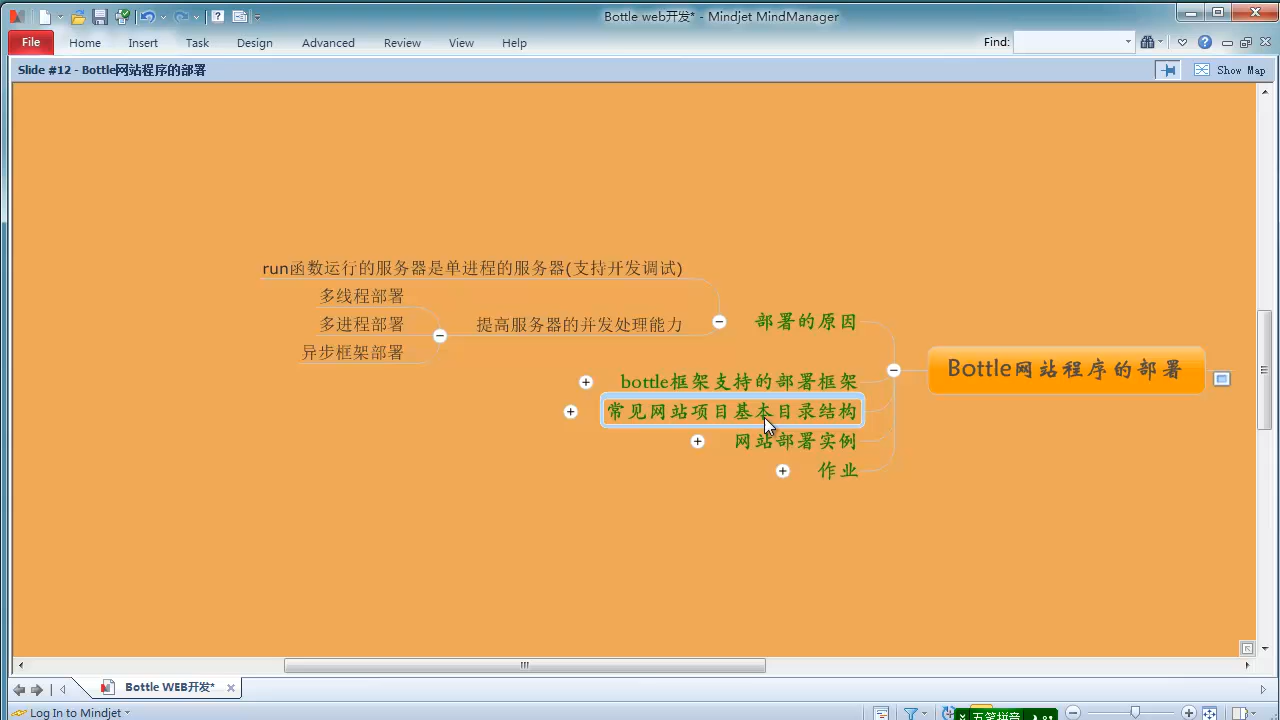 Bottle web开发* - Mindjet MindManager
File Home Insert Task Design Advanced Review View Help Find:
Slide #12 - Bottle网站程序的部署 Show Map
run函数运行的服务器是单进程的服务器(支持开发调试)
多线程部署
多进程部署
异步框架部署
提高服务器的并发处理能力
部署的原因
Bottle网站程序的部署
bottle框架支持的部署框架
常见网站项目基本目录结构
网站部署实例
作业
Bottle WEB开发*
Log In to Mindjet
五笔拼音